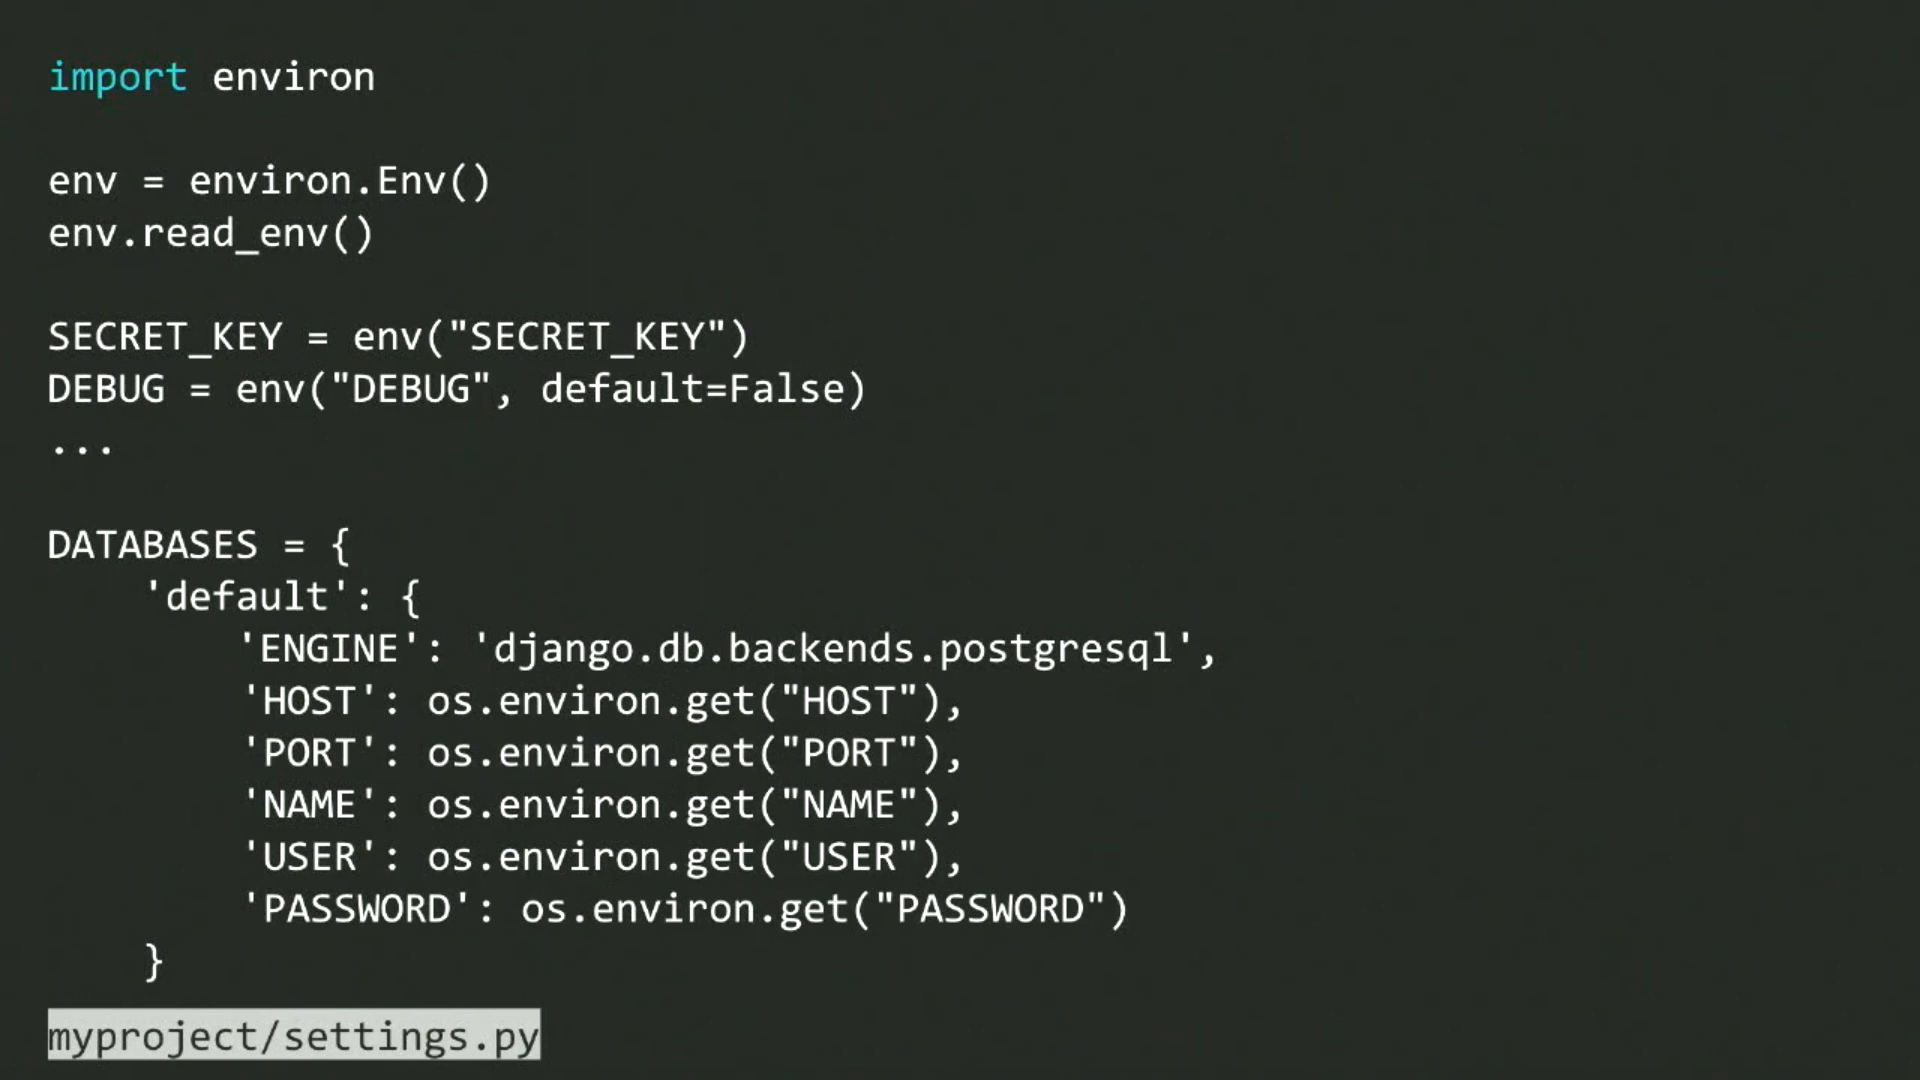 import environ
env = environ.Env()
env.read_env()
SECRET_KEY = env("SECRET_KEY")
DEBUG = env("DEBUG", default=False)
...
DATABASES = {
    'default': {
        'ENGINE': 'django.db.backends.postgresql',
        'HOST': os.environ.get("HOST"),
        'PORT': os.environ.get("PORT"),
        'NAME': os.environ.get("NAME"),
        'USER': os.environ.get("USER"),
        'PASSWORD': os.environ.get("PASSWORD")
    }
myproject/settings.py